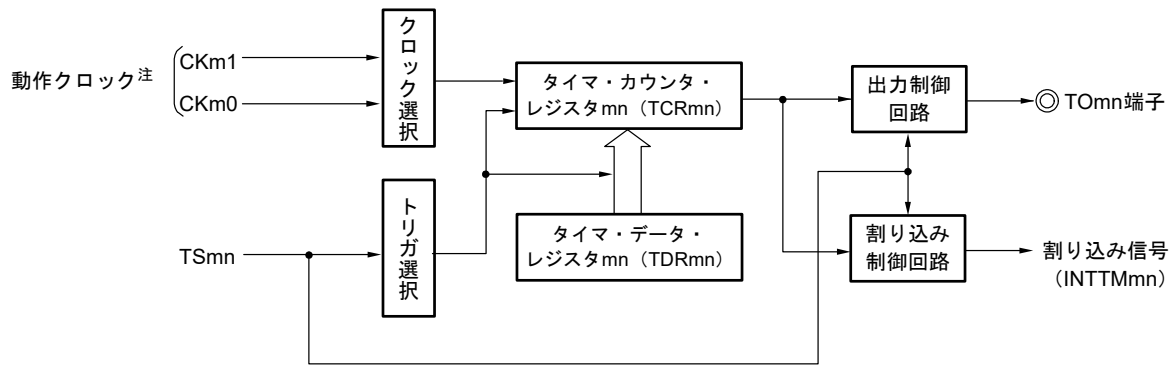 動作クロック注
CKm1
CKm0
クロック選択
タイマ・カウンタ・
レジスタmn（TCRmn）
出力制御
回路
TOmn端子
TSmn
トリガ選択
タイマ・データ・
レジスタmn（TDRmn）
割り込み
制御回路
割り込み信号
（INTTMmn）